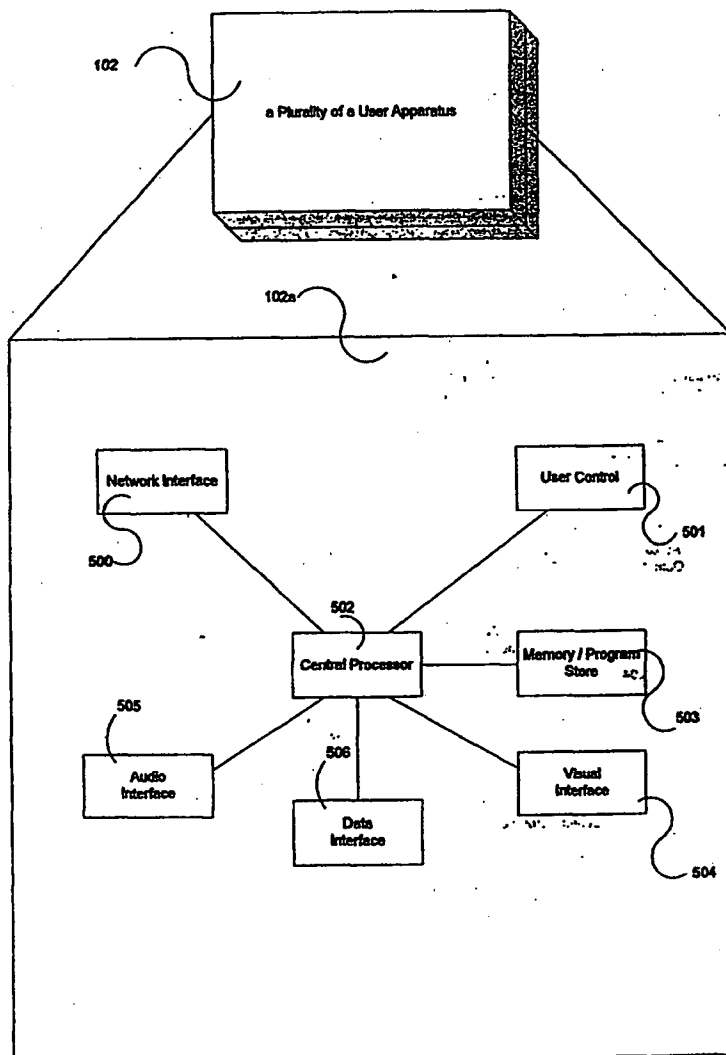 102
a Plurality of a User Apparatus
102a
Network Interface
User Control
500
501
502
Central Processor
Memory / Program
Store
503
505
506
Audio
Interface
Visual
Interface
Data
Interface
504